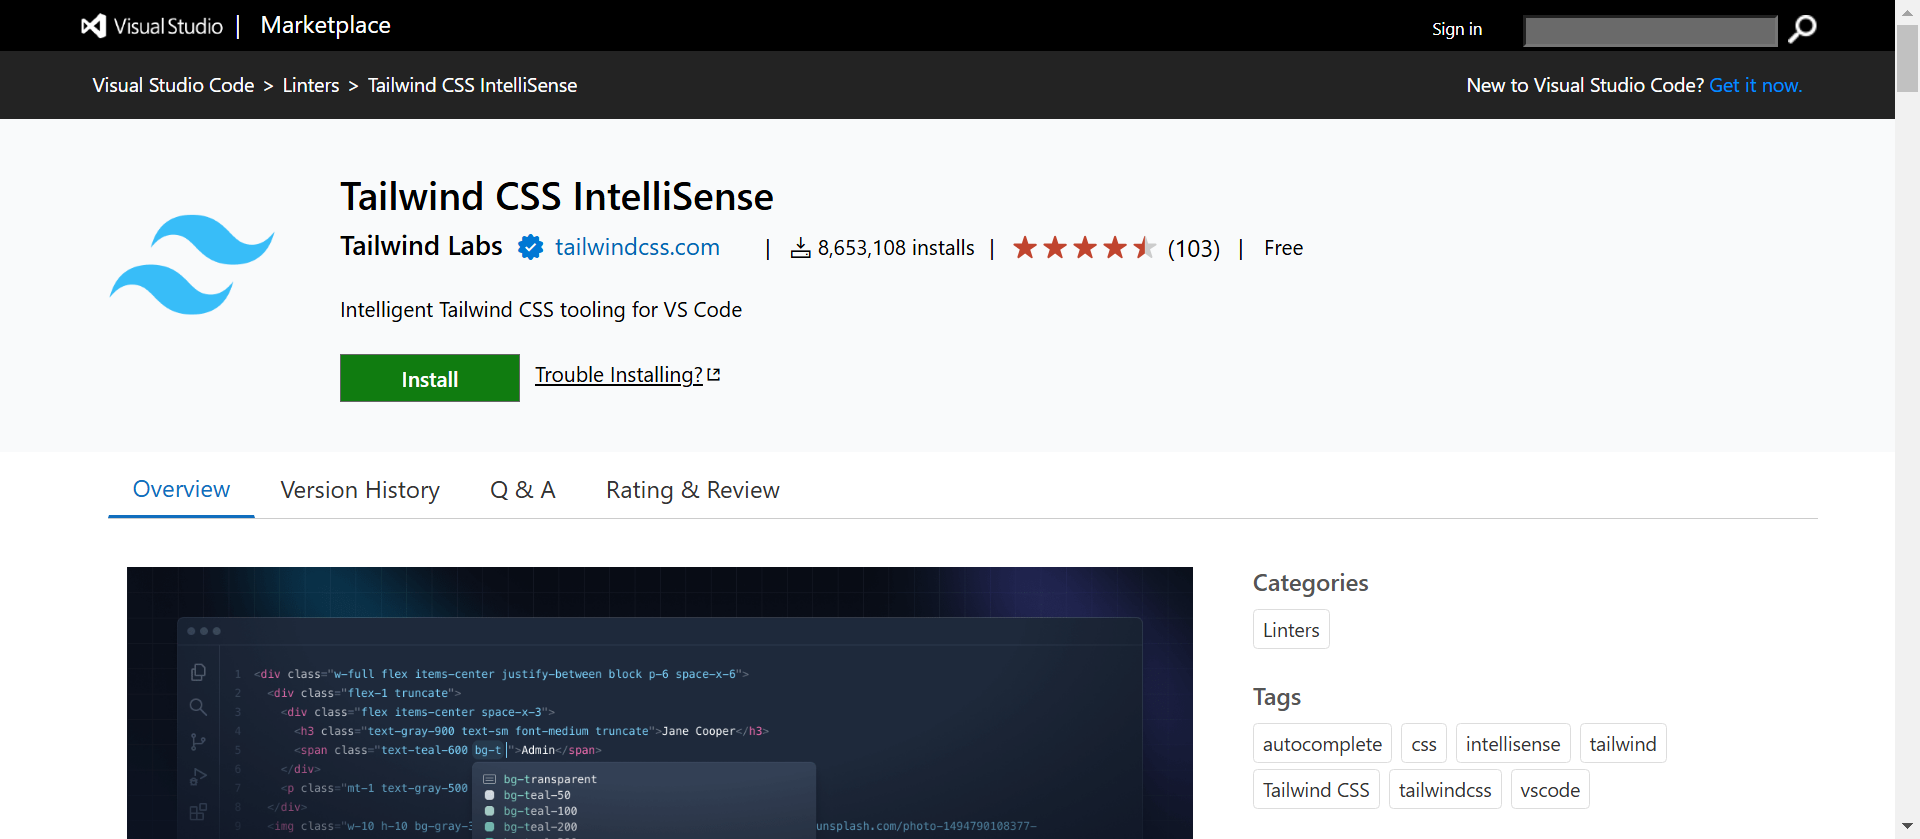 Visual Studio | Marketplace
Sign in
Visual Studio Code > Linters > Tailwind CSS IntelliSense
New to Visual Studio Code? Get it now.
Tailwind CSS IntelliSense
Tailwind Labs tailwindcss.com | 8,653,108 installs | (103) | Free
Intelligent Tailwind CSS tooling for VS Code
Install Trouble Installing?
Overview Version History Q & A Rating & Review
1 <div class="w-full flex items-center justify-between block p-6 space-x-6">
2 <div class="flex-1 truncate">
3 <div class="flex items-center space-x-3">
4 <h3 class="text-gray-900 text-sm font-medium truncate">Jane Cooper</h3>
5 <span class="text-teal-600 bg-t ">Admin</span>
6 </div>
7 <p class="mt-1 text-gray-500
8 </div>
9 <img class="w-10 h-10 bg-gray-3 unsplash.com/photo-1494790108377-
bg-transparent
bg-teal-50
bg-teal-100
bg-teal-200
Categories
Linters
Tags
autocomplete css intellisense tailwind
Tailwind CSS tailwindcss vscode